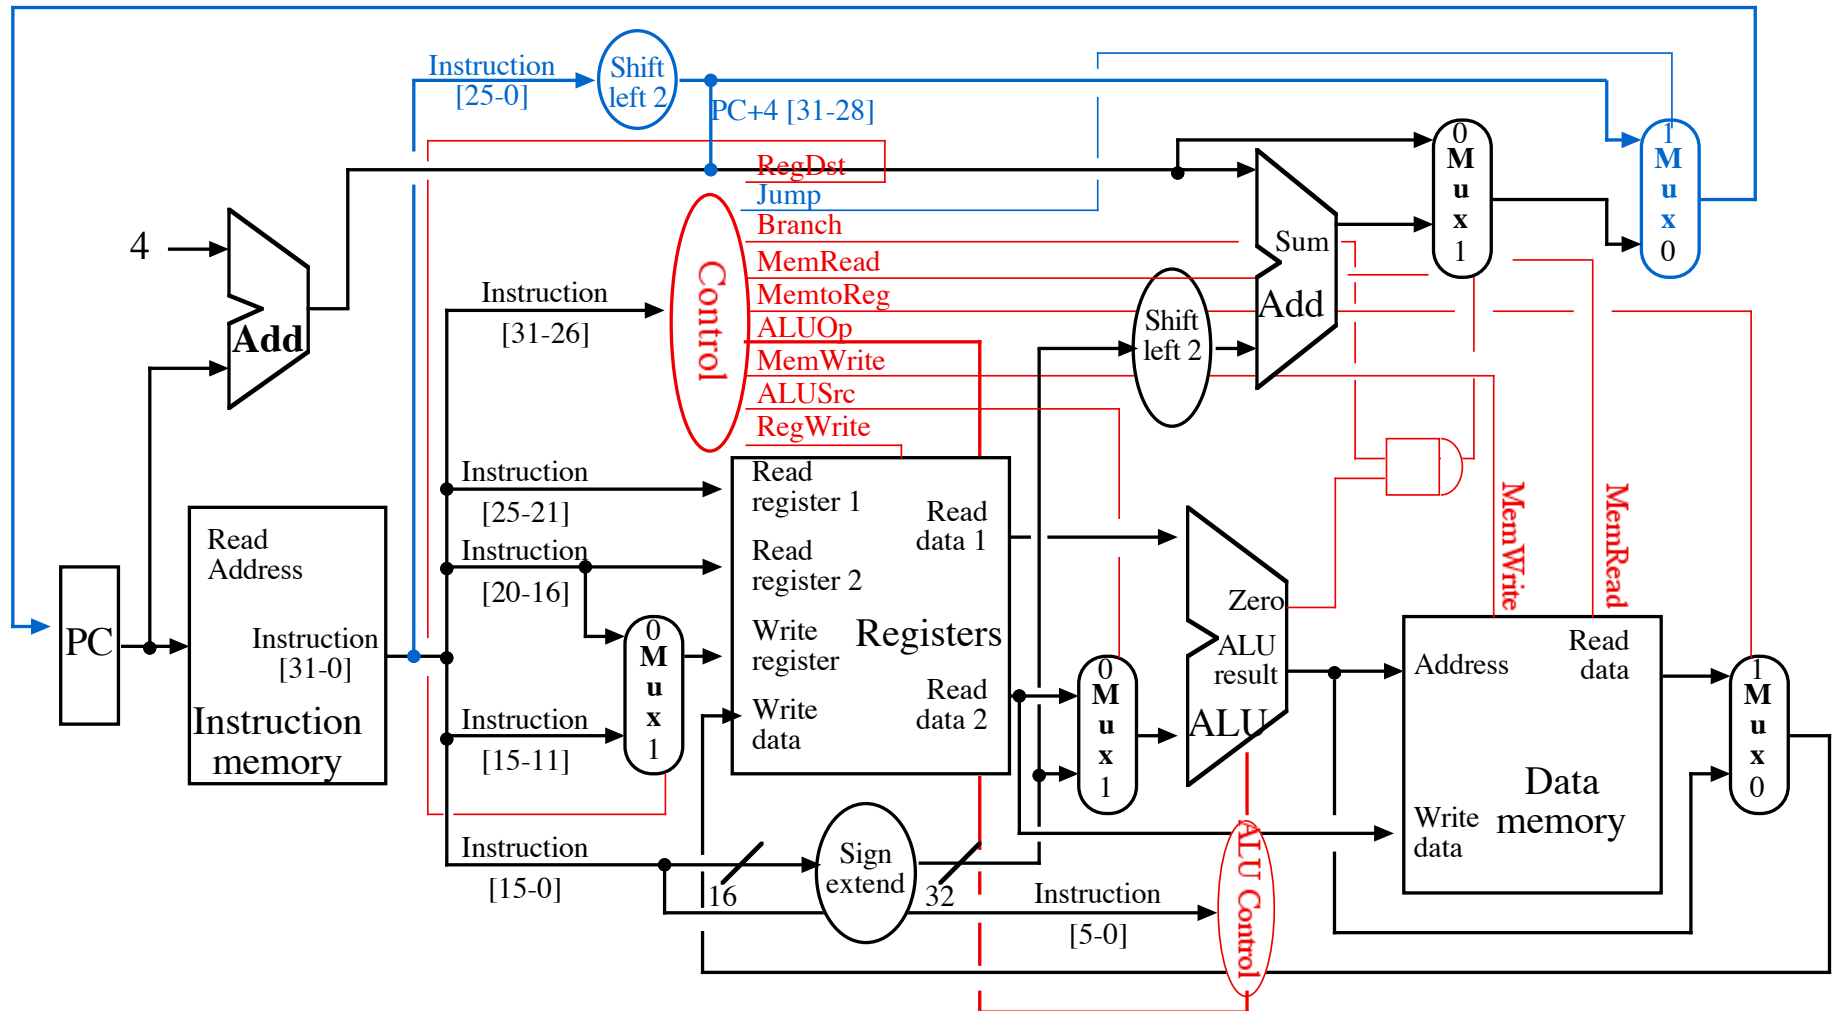 Instruction
[25-0]
Shift
left 2
PC+4 [31-28]
RegDst
Jump
Branch
MemRead
MemtoReg
ALUOp
MemWrite
ALUSrc
RegWrite
Control
4
Add
Instruction
[31-26]
Shift
left 2
Sum
Add
0
M
u
x
1
1
M
u
x
0
PC
Read
Address
Instruction
[31-0]
Instruction
memory
Instruction
[25-21]
Instruction
[20-16]
Instruction
[15-11]
Instruction
[15-0]
0
M
u
x
1
Read
register 1
Read
register 2
Write
register
Write
data
Registers
Read
data 1
Read
data 2
16
Sign
extend
32
Instruction
[5-0]
0
M
u
x
1
Zero
ALU
result
ALU
ALU Control
MemWrite
MemRead
Address
Read
data
Write
data
Data
memory
1
M
u
x
0